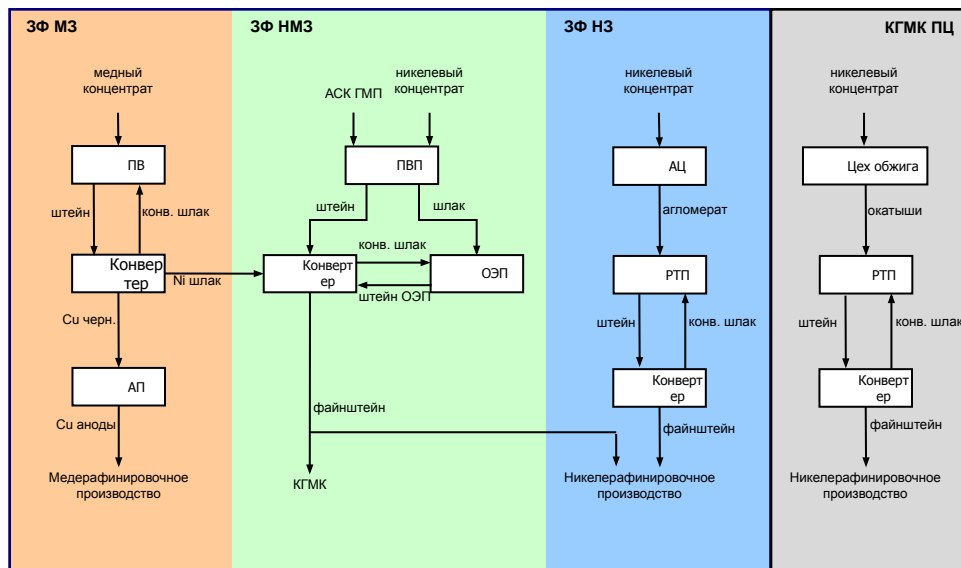 ЗФ МЗ
медный
концентрат
ПВ
штейн
конв. шлак
Конвер
тер
Ni шлак
Cu черн.
АП
Cu аноды
Медерафинировочное
производство
ЗФ НМЗ
АСК ГМП
никелевый
концентрат
ПВП
штейн
шлак
конв. шлак
Конверт
ер
ОЭП
штейн ОЭП
файнштейн
КГМК
ЗФ НЗ
никелевый
концентрат
АЦ
агломерат
РТП
штейн
конв. шлак
Конверт
ер
файнштейн
Никелерафинировочное
производство
КГМК ПЦ
никелевый
концентрат
Цех обжига
окатыши
РТП
штейн
конв. шлак
Конверт
ер
файнштейн
Никелерафинировочное
производство